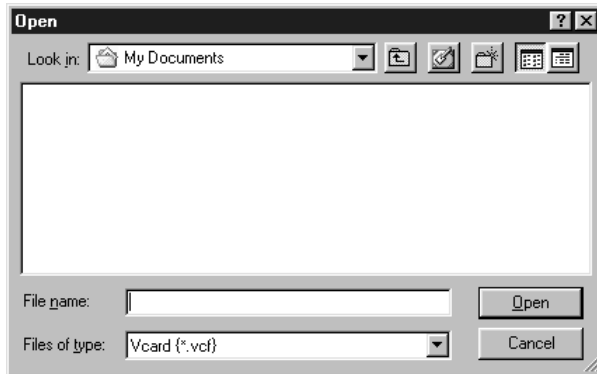 Open
Look in: My Documents
File name:
Open
Files of type: Vcard {*.vcf}
Cancel